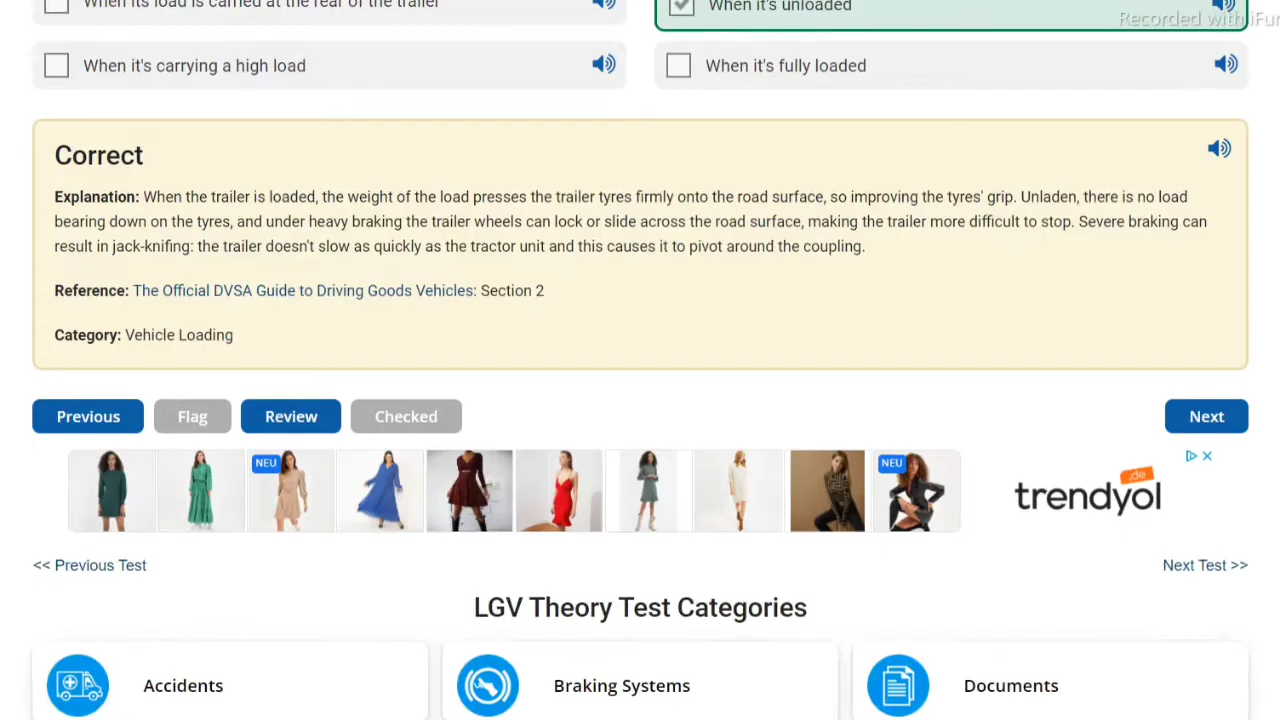 When its load is carried at the rear of the trailer
When it's unloaded
Recorded with iFun
When it's carrying a high load
When it's fully loaded
Correct
Explanation: When the trailer is loaded, the weight of the load presses the trailer tyres firmly onto the road surface, so improving the tyres' grip. Unladen, there is no load
bearing down on the tyres, and under heavy braking the trailer wheels can lock or slide across the road surface, making the trailer more difficult to stop. Severe braking can
result in jack-knifing: the trailer doesn't slow as quickly as the tractor unit and this causes it to pivot around the coupling.
Reference: The Official DVSA Guide to Driving Goods Vehicles: Section 2
Category: Vehicle Loading
Previous
Flag
Review
Checked
Next
NEU
NEU
.de
trendyol
<< Previous Test
Next Test >>
LGV Theory Test Categories
Accidents
Braking Systems
Documents